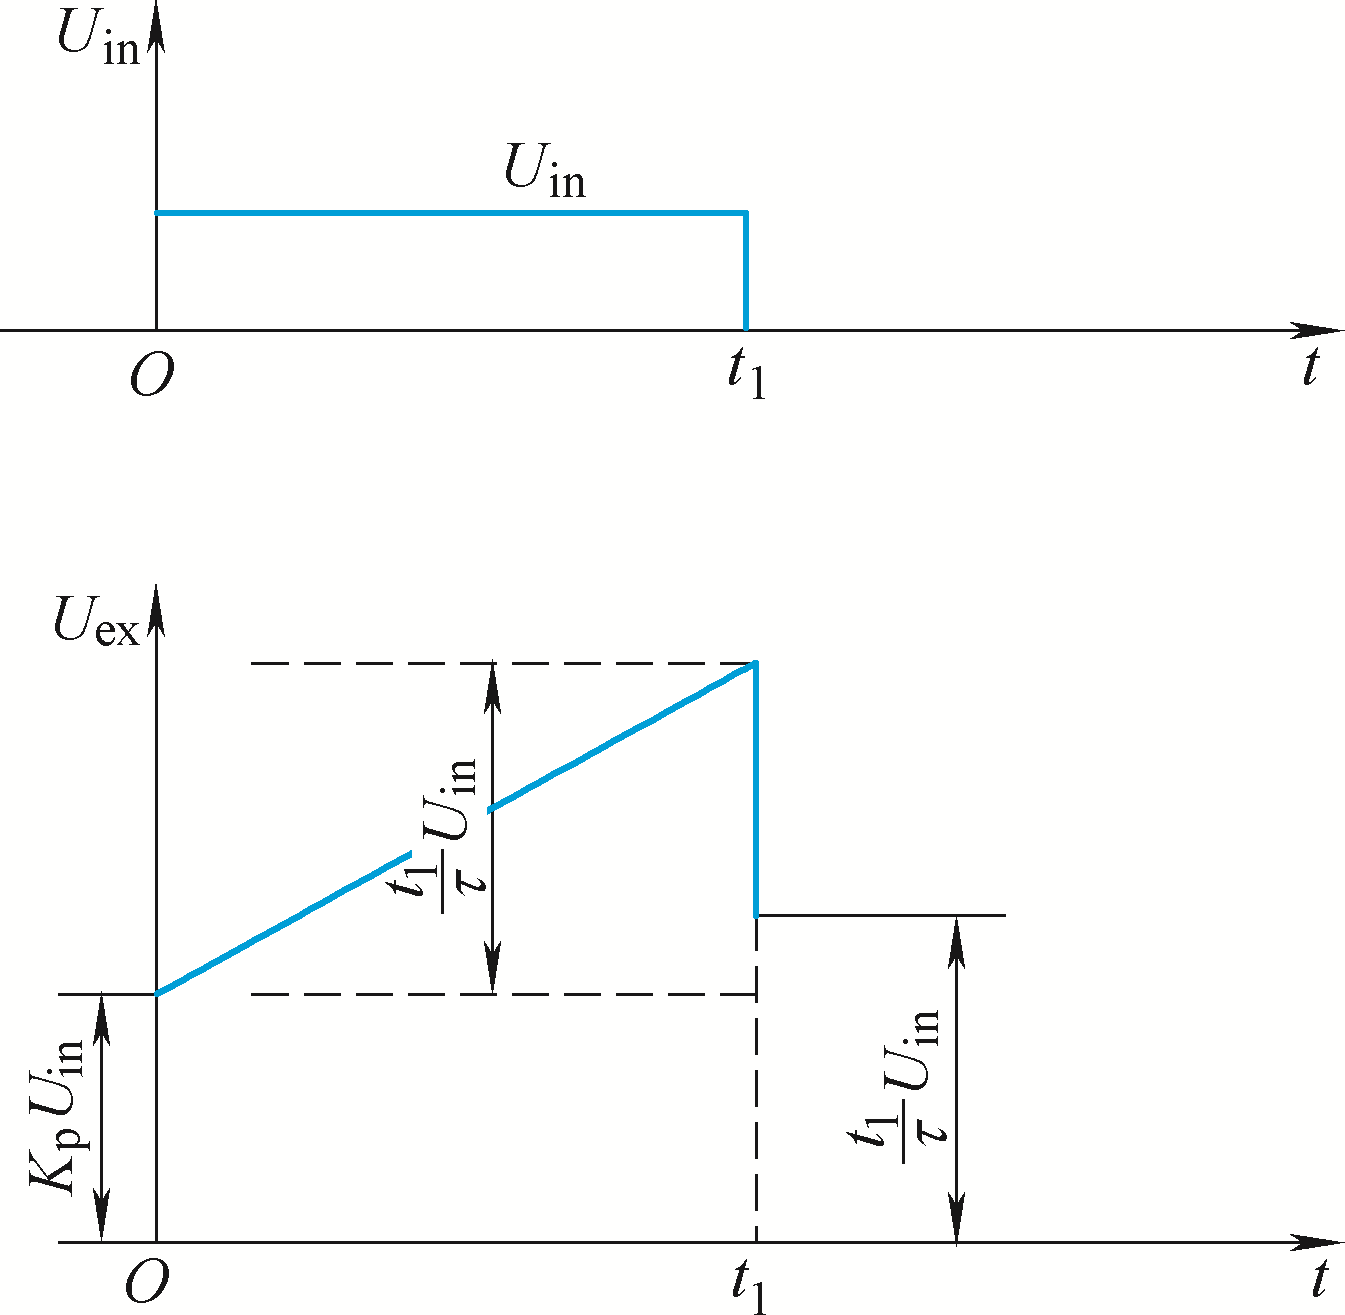 U_in
U_in
O
t_1
t
U_ex
t_1/τ U_in
K_p U_in
t_1/τ U_in
O
t_1
t